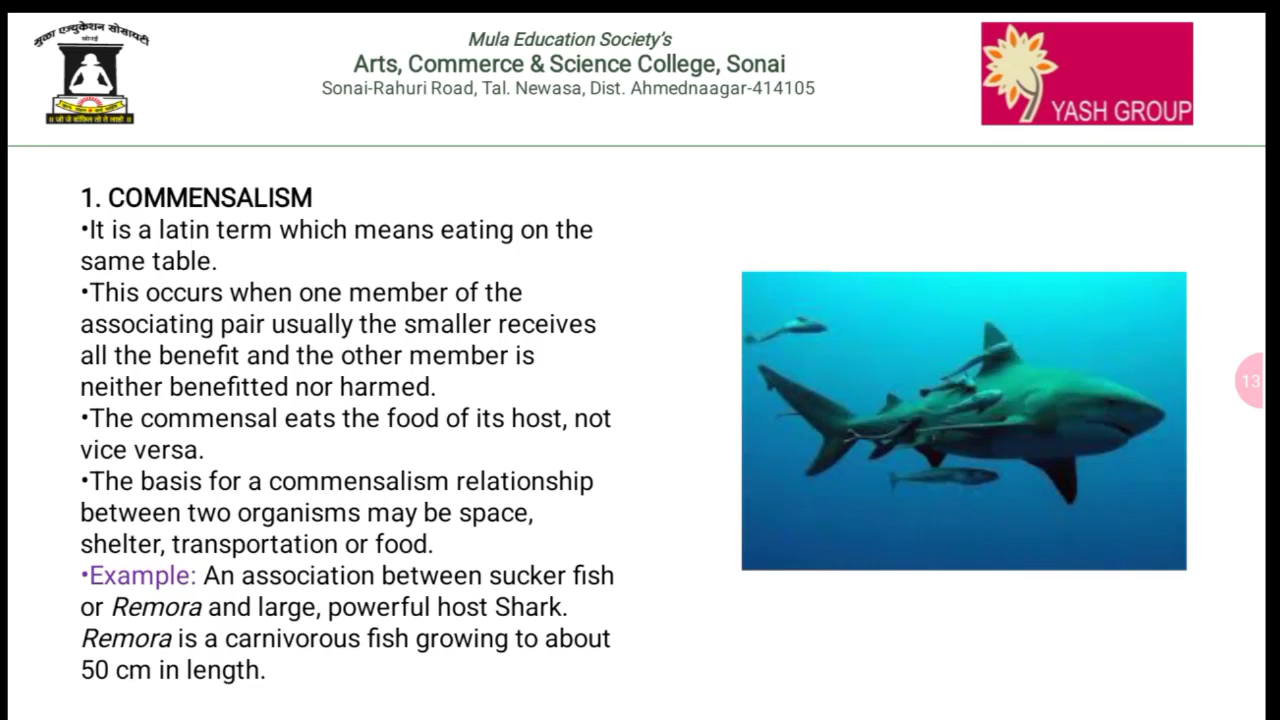 मुळा एज्युकेशन सोसायटी
सोनई
॥ जो जे वांछिल तो ते लाहो ॥
Mula Education Society's
Arts, Commerce & Science College, Sonai
Sonai-Rahuri Road, Tal. Newasa, Dist. Ahmednaagar-414105
YASH GROUP
1. COMMENSALISM
•It is a latin term which means eating on the
same table.
•This occurs when one member of the
associating pair usually the smaller receives
all the benefit and the other member is
neither benefitted nor harmed.
•The commensal eats the food of its host, not
vice versa.
•The basis for a commensalism relationship
between two organisms may be space,
shelter, transportation or food.
•Example: An association between sucker fish
or Remora and large, powerful host Shark.
Remora is a carnivorous fish growing to about
50 cm in length.
13